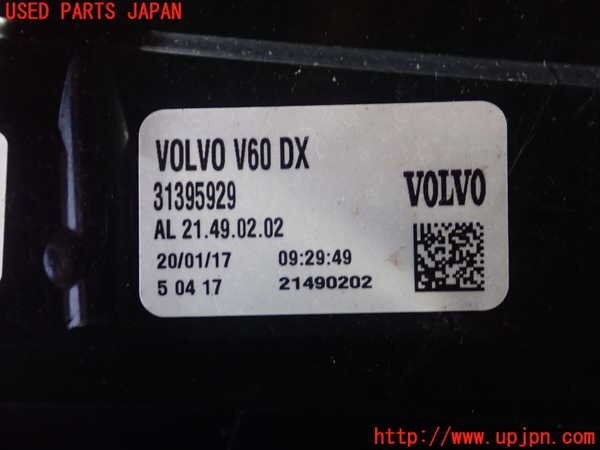 USED PARTS JAPAN
VOLVO V60 DX
31395929
VOLVO
AL 21.49.02.02
20/01/17 09:29:49
5 04 17 21490202
http://www.upjpn.com/